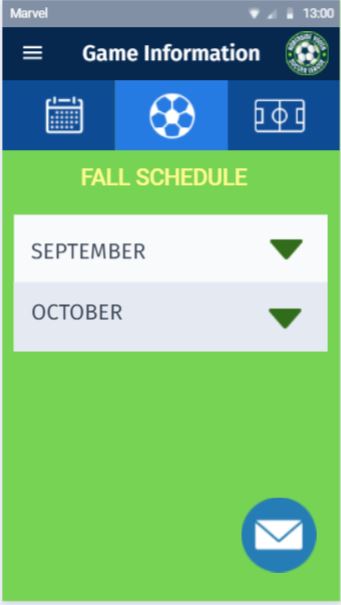 Marvel 13:00
Game Information
FALL SCHEDULE
SEPTEMBER
OCTOBER